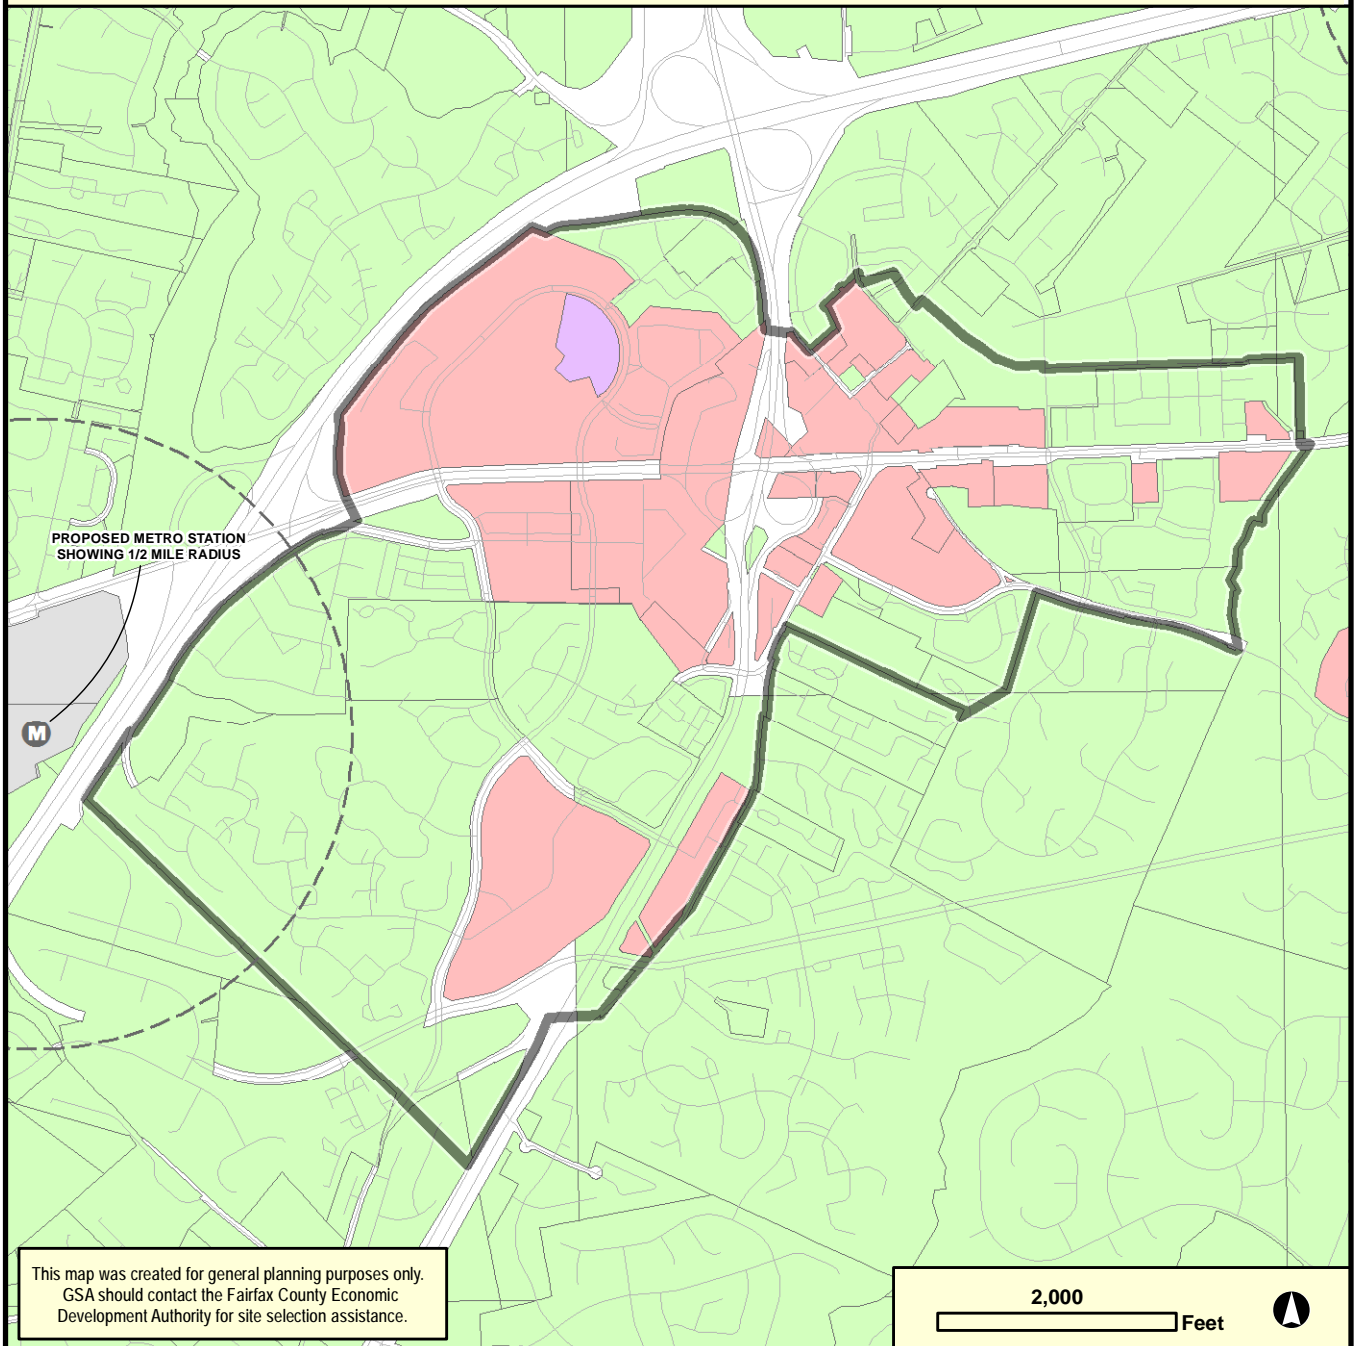 PROPOSED METRO STATION
SHOWING 1/2 MILE RADIUS
M
This map was created for general planning purposes only.
GSA should contact the Fairfax County Economic
Development Authority for site selection assistance.
2,000
Feet